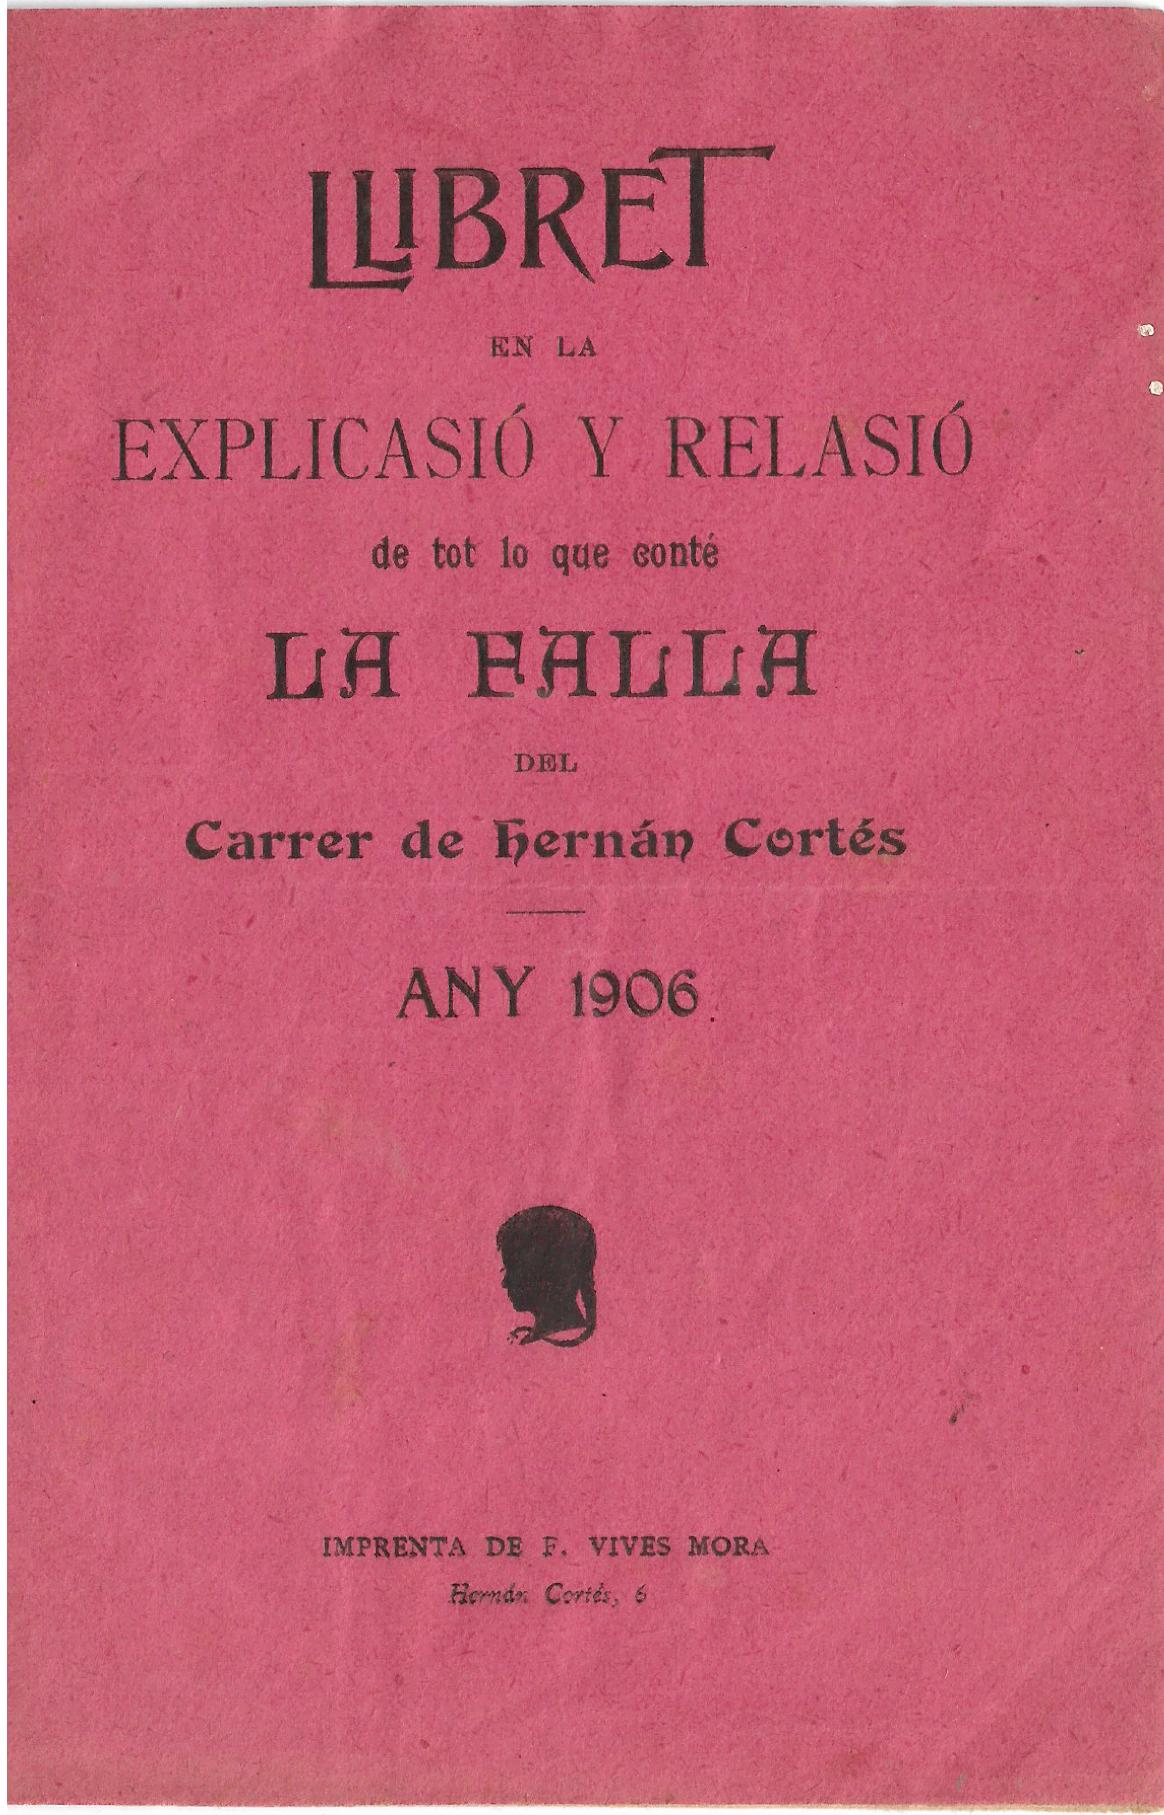 LLIBRET
EN LA
EXPLICASIÓ Y RELASIÓ
de tot lo que conté
LA FALLA
DEL
Carrer de Hernán Cortés
ANY 1906
IMPRENTA DE F. VIVES MORA
Hernán Cortés, 6